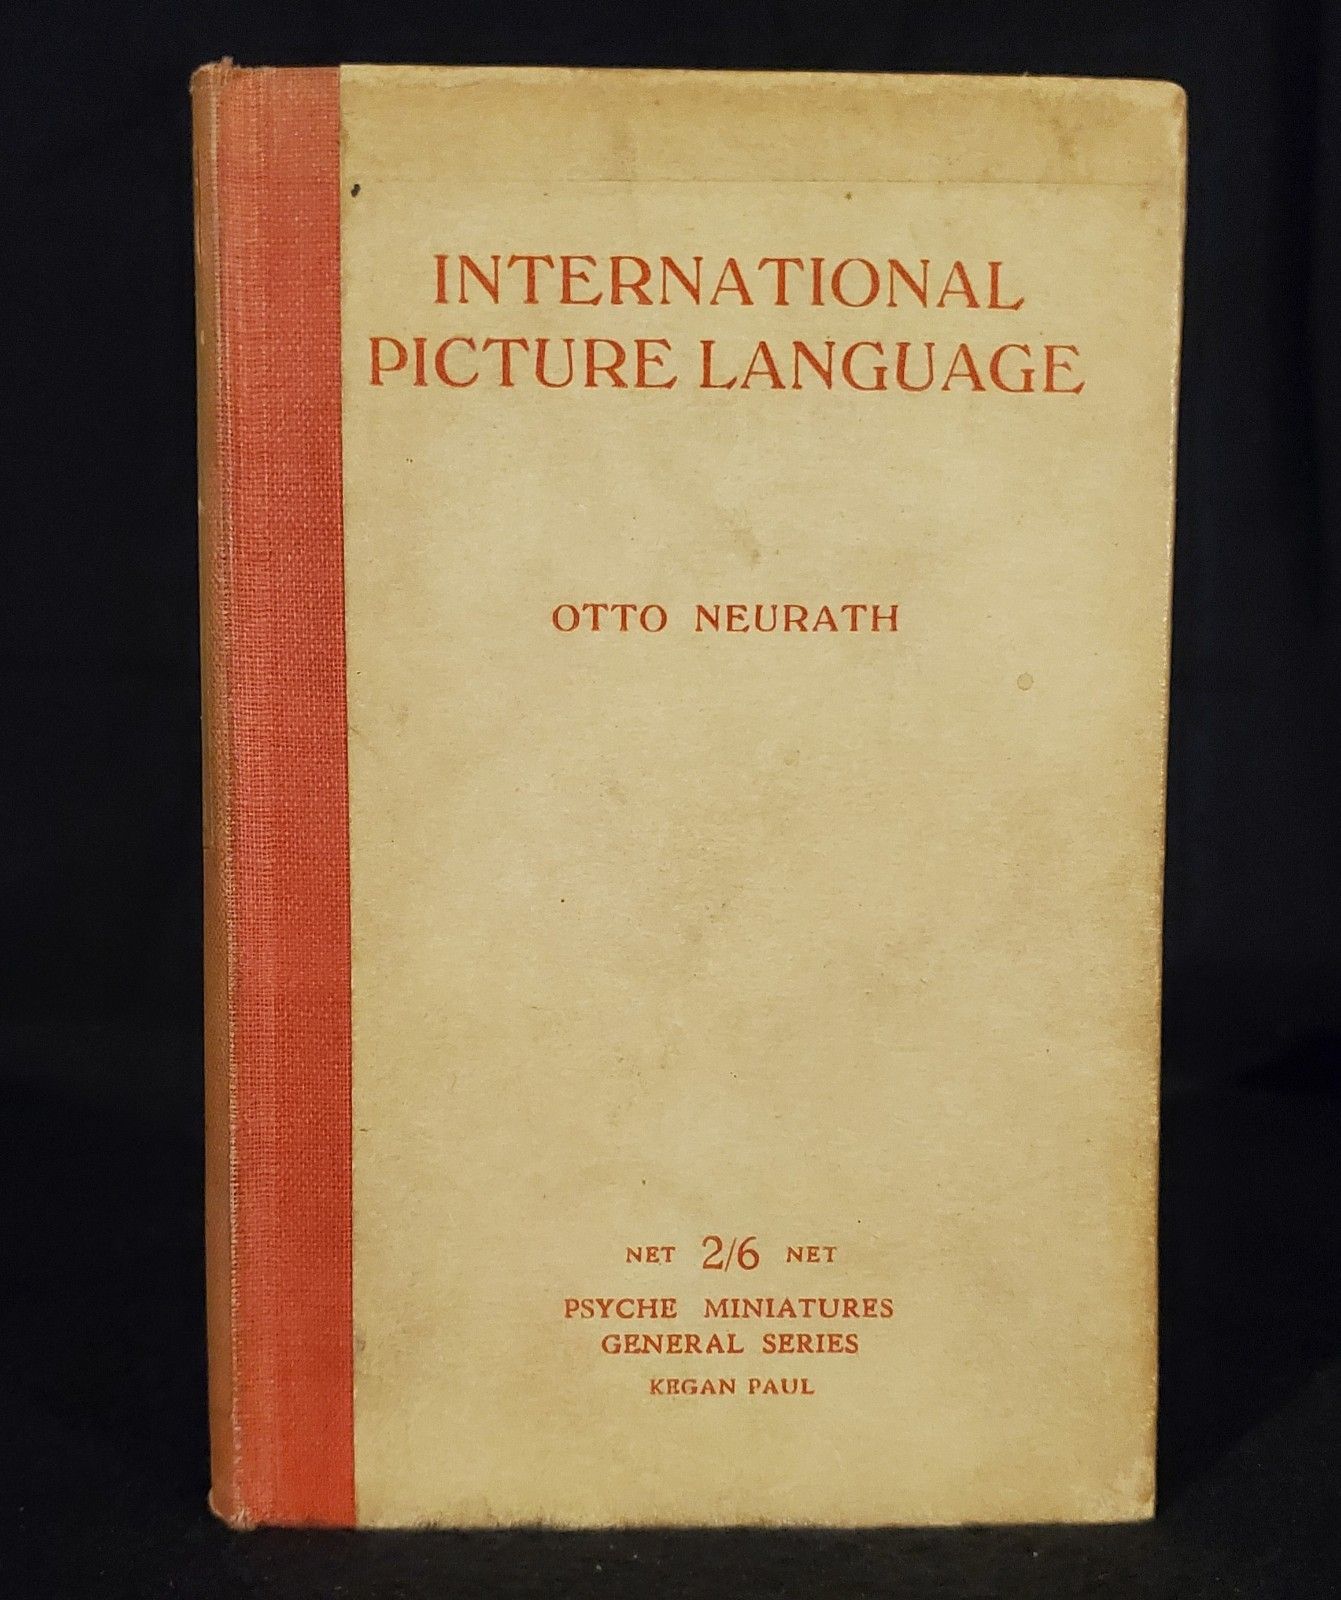 INTERNATIONAL
PICTURE LANGUAGE
OTTO NEURATH
NET 2/6 NET
PSYCHE MINIATURES
GENERAL SERIES
KEGAN PAUL